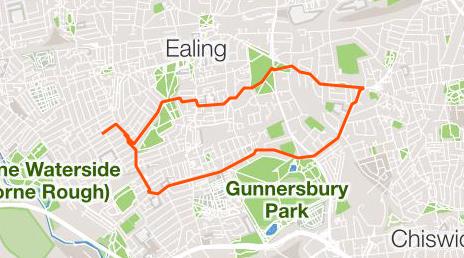 Ealing
ne Waterside
orne Rough)
Gunnersbury
Park
Chiswic